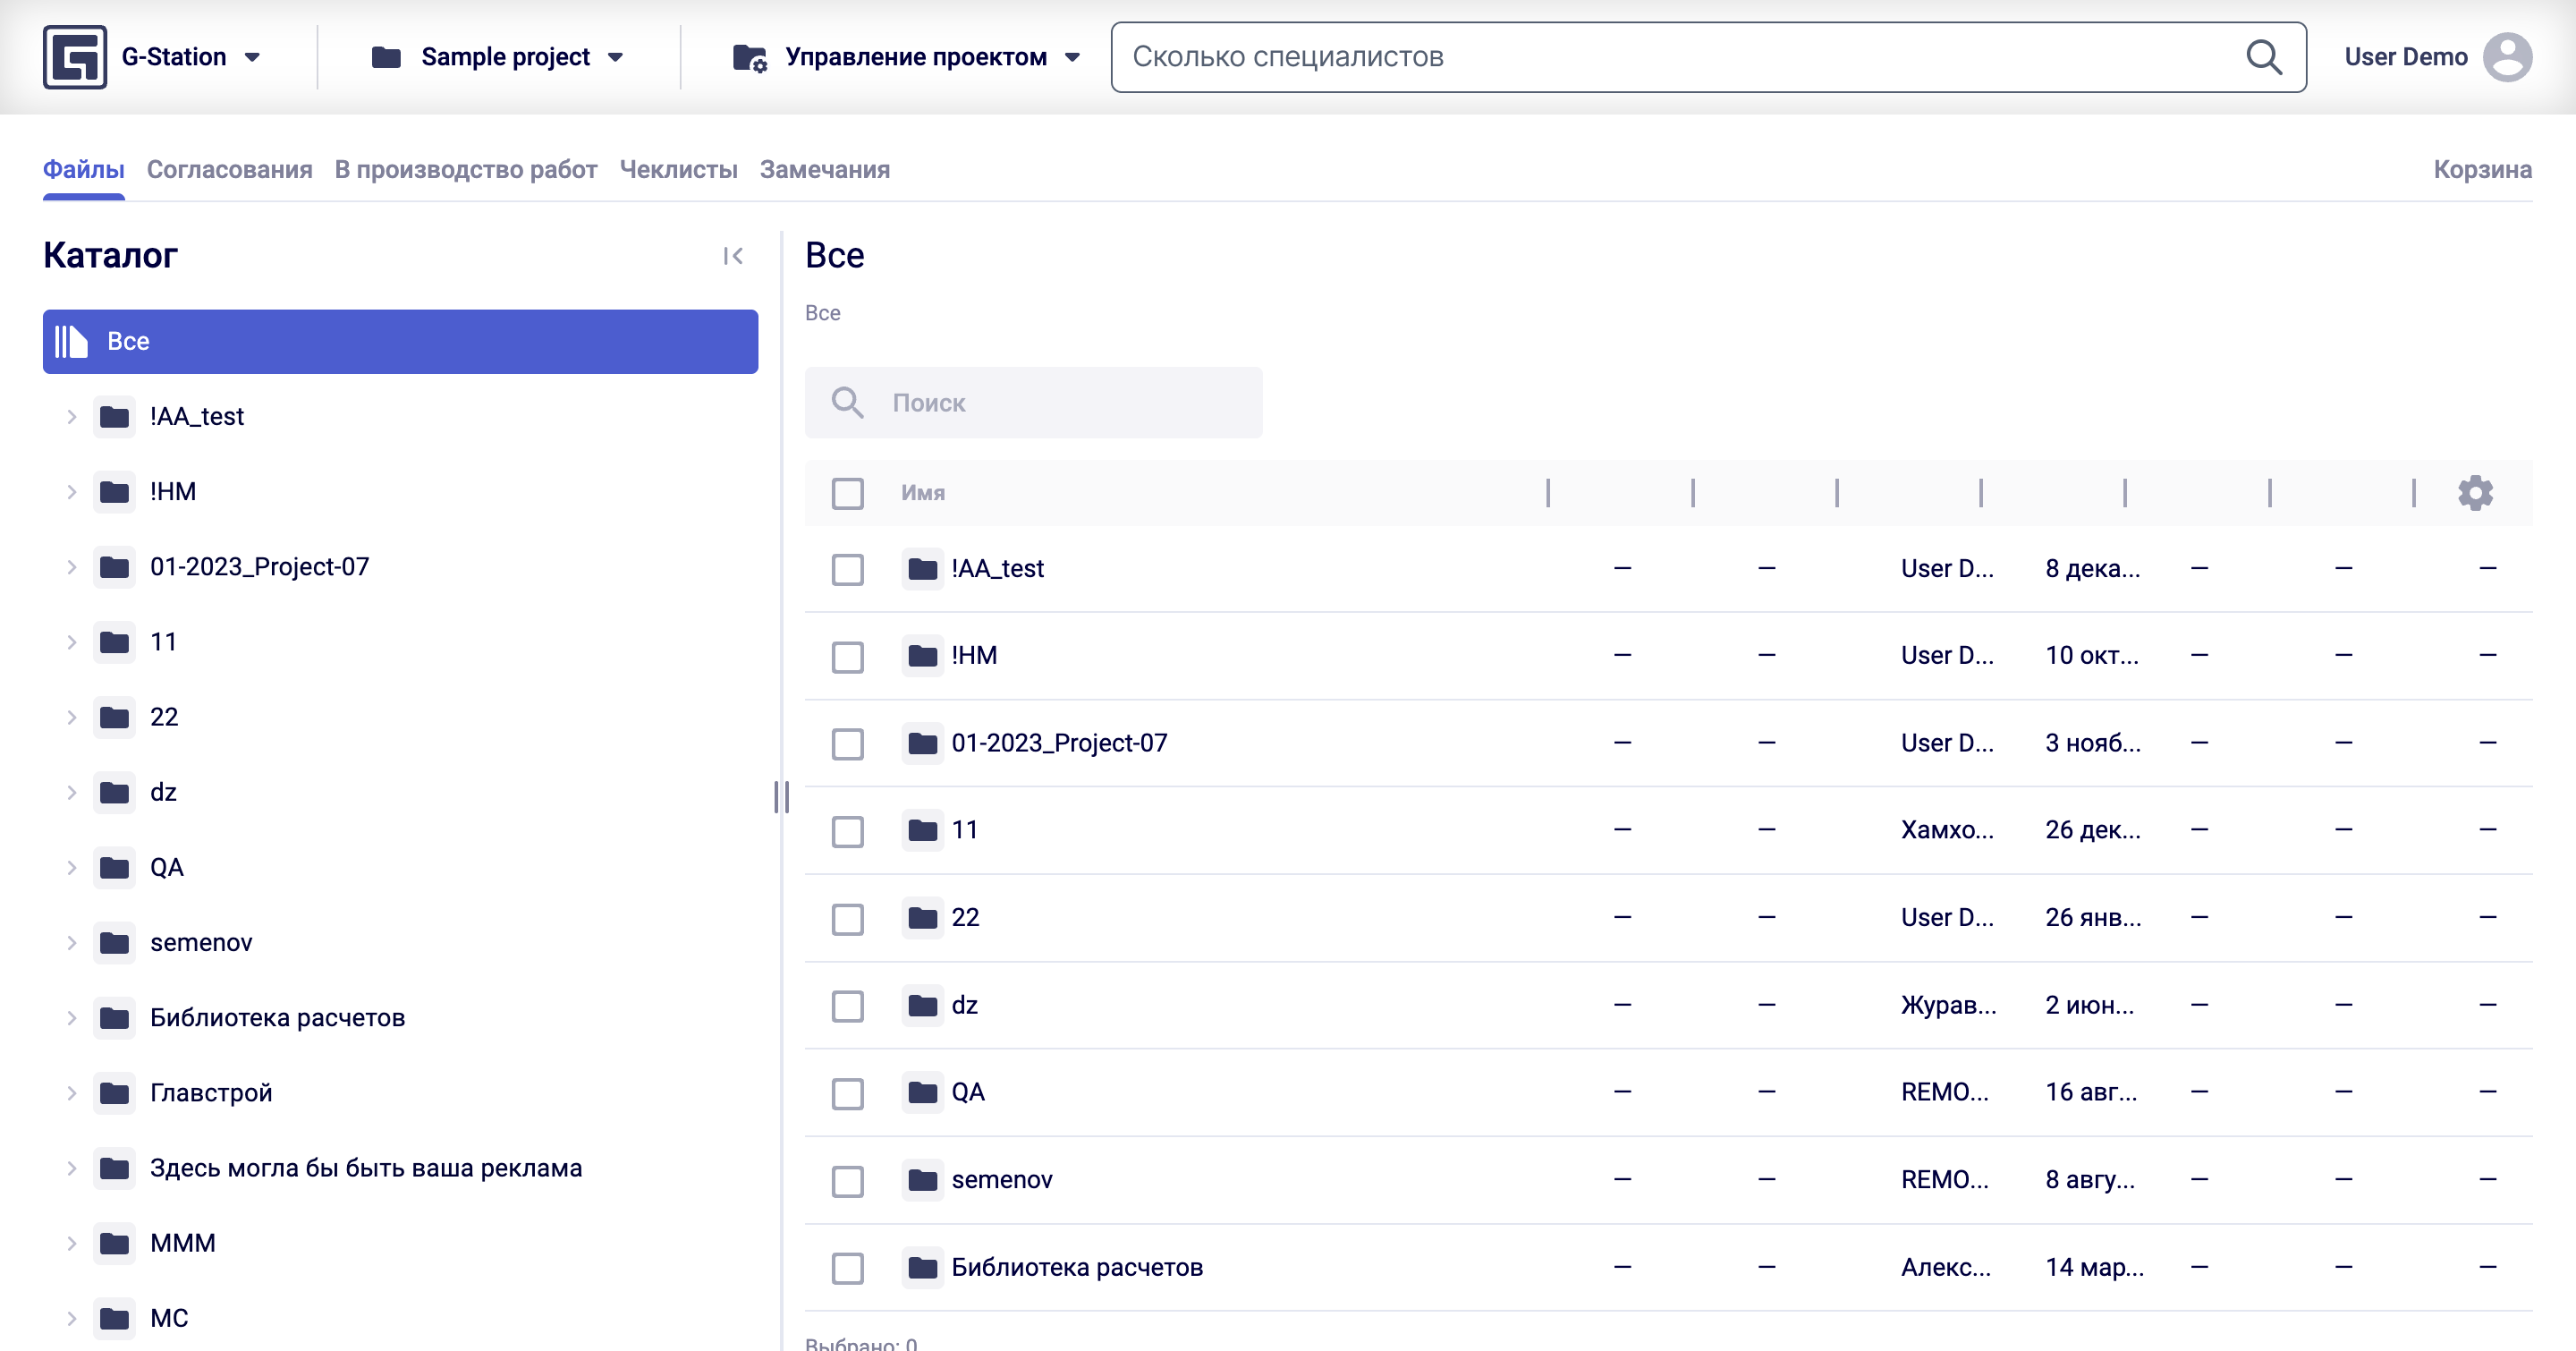 G-Station
Sample project
Управление проектом
Сколько специалистов
User Demo
Файлы Согласования В производство работ Чеклисты Замечания Корзина
Каталог
Все
!AA_test
!HM
01-2023_Project-07
11
22
dz
QA
semenov
Библиотека расчетов
Главстрой
Здесь могла бы быть ваша реклама
МММ
МС
Все
Все
Поиск
Имя
!AA_test — — User D... 8 дека... — — —
!HM — — User D... 10 окт... — — —
01-2023_Project-07 — — User D... 3 нояб... — — —
11 — — Хамхо... 26 дек... — — —
22 — — User D... 26 янв... — — —
dz — — Журав... 2 июн... — — —
QA — — REMO... 16 авг... — — —
semenov — — REMO... 8 авгу... — — —
Библиотека расчетов — — Алекс... 14 мар... — — —
Выбрано: 0